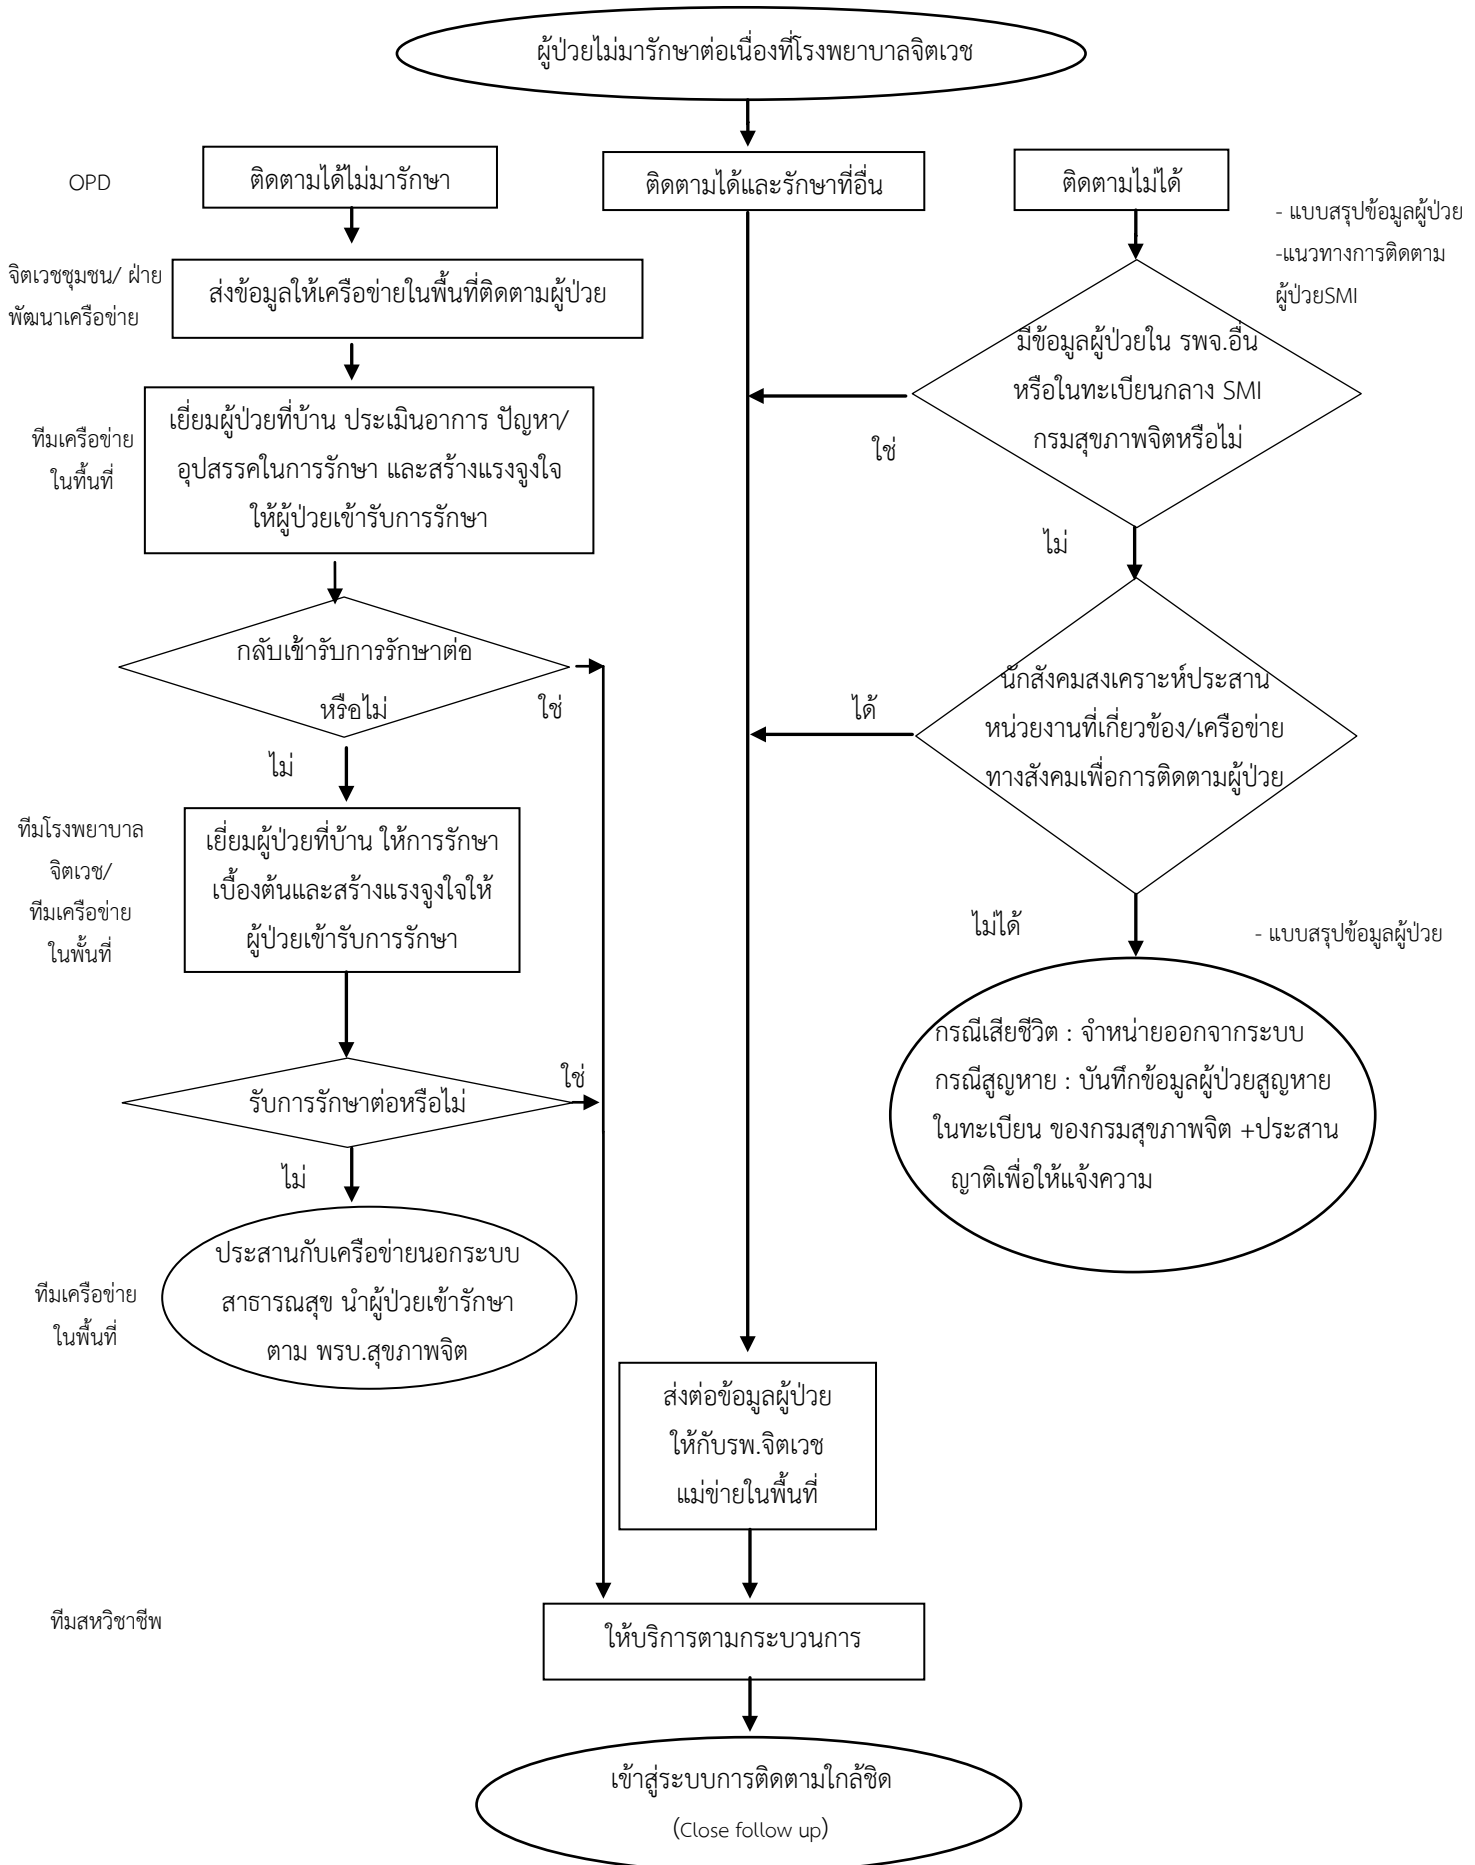 ผู้ป่วยไม่มารักษาต่อเนื่องที่โรงพยาบาลจิตเวช
OPD
ติดตามได้ไม่มารักษา
ติดตามได้และรักษาที่อื่น
ติดตามไม่ได้
- แบบสรุปข้อมูลผู้ป่วย
-แนวทางการติดตาม
ผู้ป่วยSMI
จิตเวชชุมชน/ ฝ่าย
พัฒนาเครือข่าย
ส่งข้อมูลให้เครือข่ายในพื้นที่ติดตามผู้ป่วย
มีข้อมูลผู้ป่วยใน รพจ.อื่น
หรือในทะเบียนกลาง SMI
กรมสุขภาพจิตหรือไม่
ใช่
ไม่
ทีมเครือข่าย
ในทื้นที่
เยี่ยมผู้ป่วยที่บ้าน ประเมินอาการ ปัญหา/
อุปสรรคในการรักษา และสร้างแรงจูงใจ
ให้ผู้ป่วยเข้ารับการรักษา
กลับเข้ารับการรักษาต่อ
หรือไม่
ใช่
ไม่
นักสังคมสงเคราะห์ประสาน
หน่วยงานที่เกี่ยวข้อง/เครือข่าย
ทางสังคมเพื่อการติดตามผู้ป่วย
ได้
ไม่ได้
ทีมโรงพยาบาล
จิตเวช/
ทีมเครือข่าย
ในพื้นที่
เยี่ยมผู้ป่วยที่บ้าน ให้การรักษา
เบื้องต้นและสร้างแรงจูงใจให้
ผู้ป่วยเข้ารับการรักษา
- แบบสรุปข้อมูลผู้ป่วย
กรณีเสียชีวิต : จำหน่ายออกจากระบบ
กรณีสูญหาย : บันทึกข้อมูลผู้ป่วยสูญหาย
ในทะเบียน ของกรมสุขภาพจิต +ประสาน
ญาติเพื่อให้แจ้งความ
รับการรักษาต่อหรือไม่
ใช่
ไม่
ทีมเครือข่าย
ในพื้นที่
ประสานกับเครือข่ายนอกระบบ
สาธารณสุข นำผู้ป่วยเข้ารักษา
ตาม พรบ.สุขภาพจิต
ส่งต่อข้อมูลผู้ป่วย
ให้กับรพ.จิตเวช
แม่ข่ายในพื้นที่
ทีมสหวิชาชีพ
ให้บริการตามกระบวนการ
เข้าสู่ระบบการติดตามใกล้ชิด
(Close follow up)